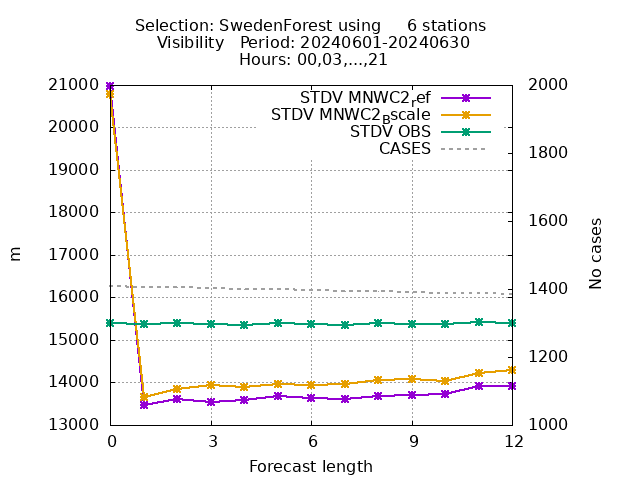 Selection: SwedenForest using     6 stations
Visibility   Period: 20240601-20240630
Hours: 00,03,...,21
STDV MNWC2ref
STDV MNWC2Bscale
STDV OBS
CASES
21000
20000
19000
18000
17000
16000
15000
14000
13000
m
2000
1800
1600
1400
1200
1000
No cases
0 3 6 9 12
Forecast length